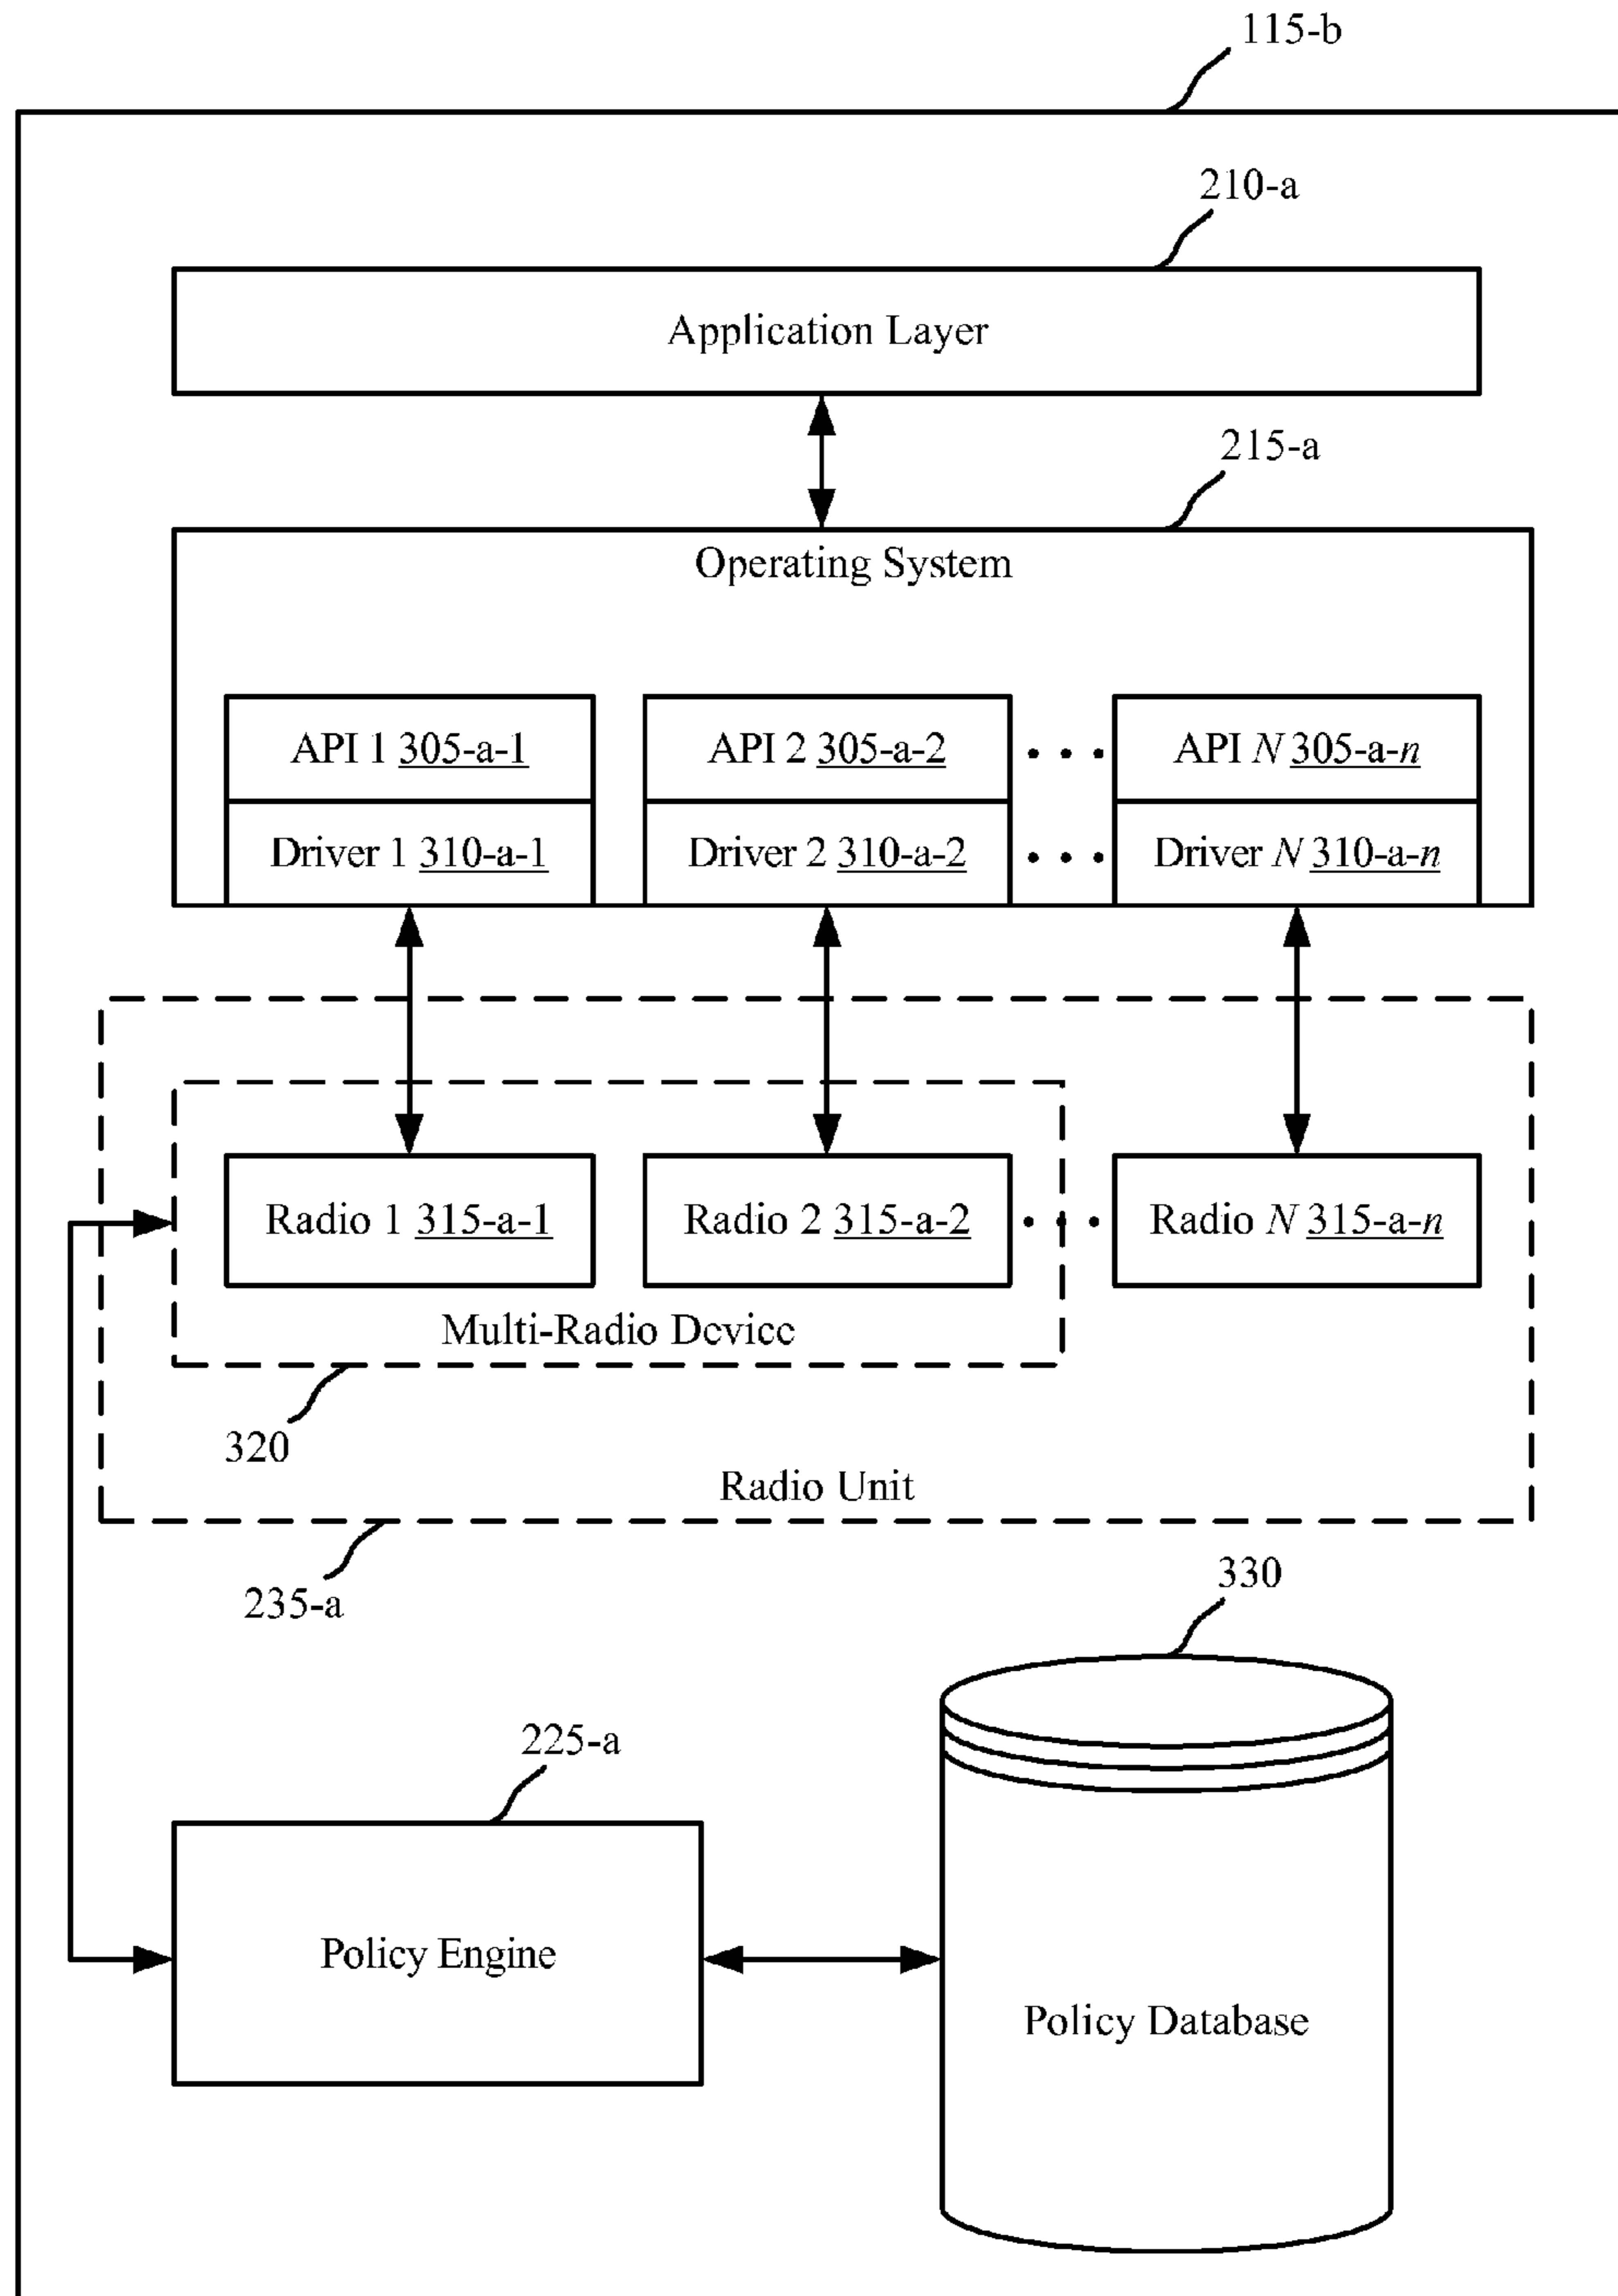 115-b
210-a
Application Layer
215-a
Operating System
API 1 305-a-1
API 2 305-a-2
• • •
API N 305-a-n
Driver 1 310-a-1
Driver 2 310-a-2
• • •
Driver N 310-a-n
Radio 1 315-a-1
Radio 2 315-a-2
• • •
Radio N 315-a-n
Multi-Radio Device
320
Radio Unit
235-a
330
225-a
Policy Engine
Policy Database